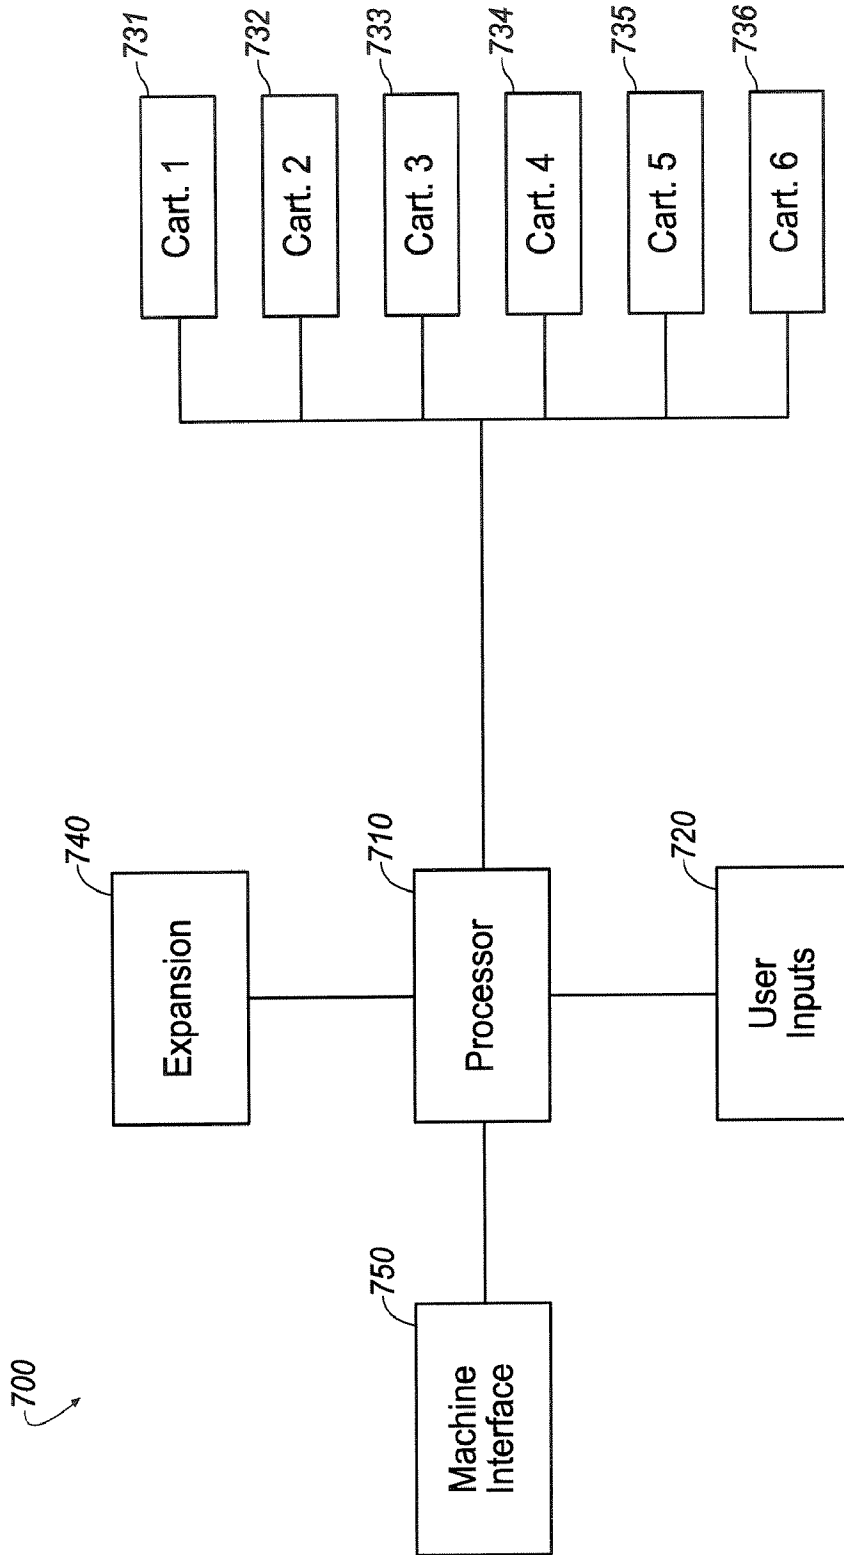 700
740
Expansion
731
Cart. 1
732
Cart. 2
733
Cart. 3
750
Machine
Interface
710
Processor
734
Cart. 4
735
Cart. 5
720
User
Inputs
736
Cart. 6